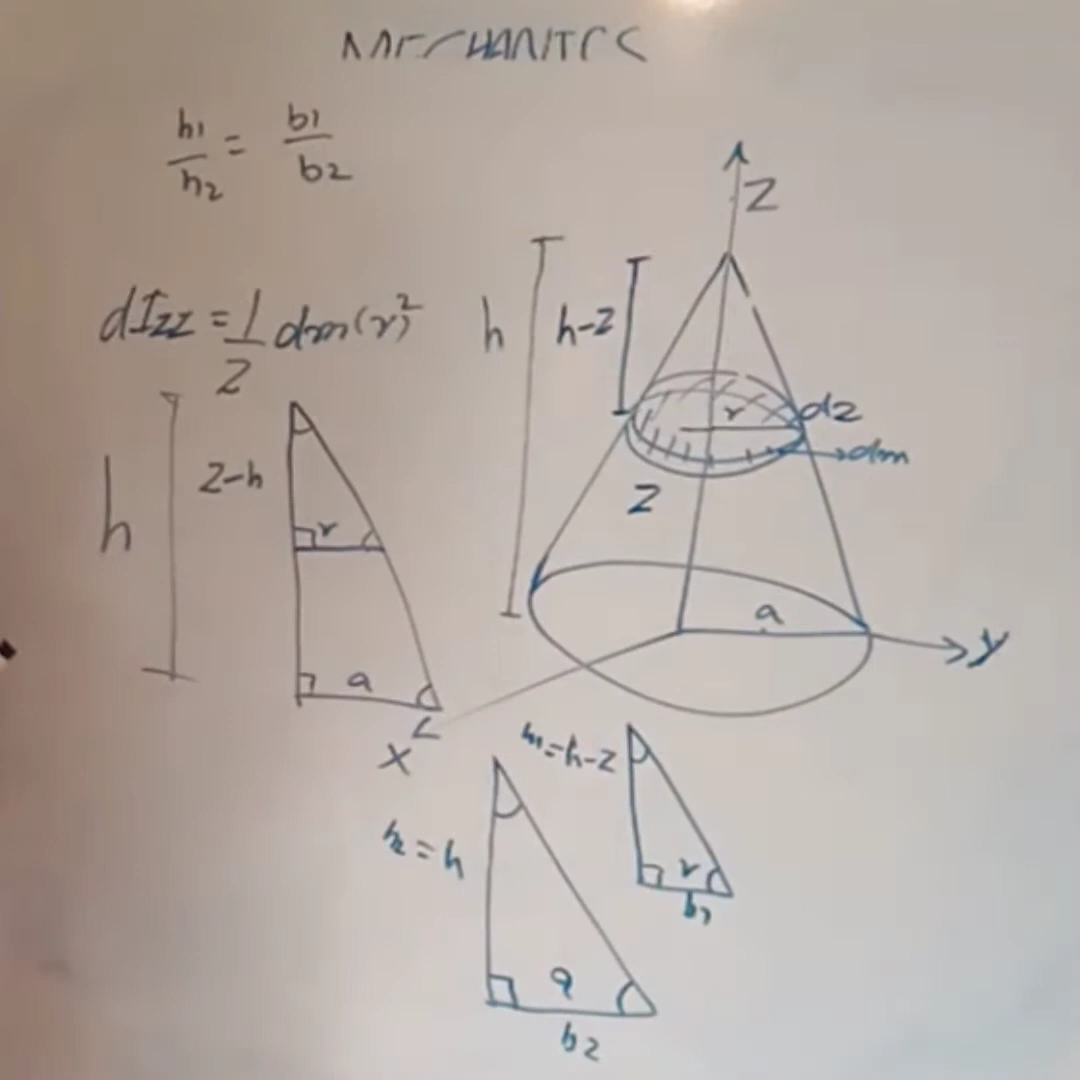 MECHANICS
h1/h2 = b1/b2
dIzz = 1/2 dm(r)²
h
h-z
z
r
dz
dm
z
a
y
x
h
z-h
r
a
h1=h-z
r
b1
h2=h
a
b2